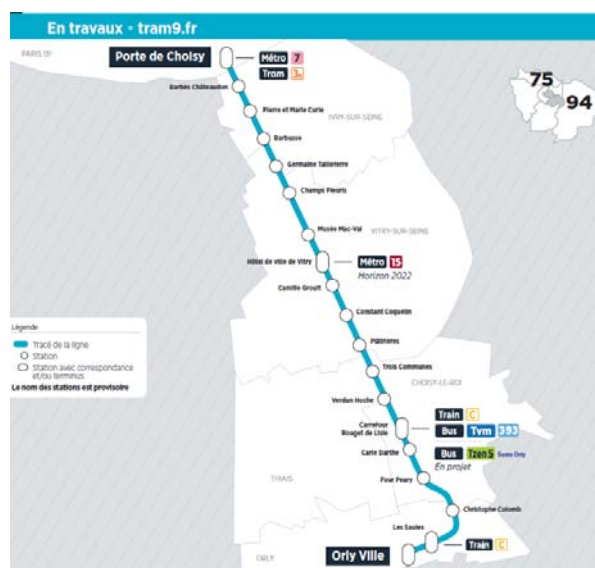 En travaux • tram9.fr
PARIS 13e
Porte de Choisy
Métro 7
Tram 3a
75
94
Barbès Châteaudun
Pierre et Marie Curie
IVRY-SUR-SEINE
Barbusse
Germaine Tailleferre
Champs Fleuris
Musée Mac-Val
VITRY-SUR-SEINE
Hôtel de Ville de Vitry
Métro 15
Horizon 2022
Camille Groult
Constant Coquelin
Plâtrières
Trois Communes
CHOISY-LE-ROI
Verdun Hoche
Carrefour
Rouget de Lisle
Train C
Bus Tvm 393
Carle Darthe
Bus Tzen 5
En projet
Four Peary
THIAIS
Christophe Colomb
Les Saules
Train C
Orly Ville
ORLY
Légende
Tracé de la ligne
Station
Station avec correspondance
et/ou terminus
Le nom des stations est provisoire